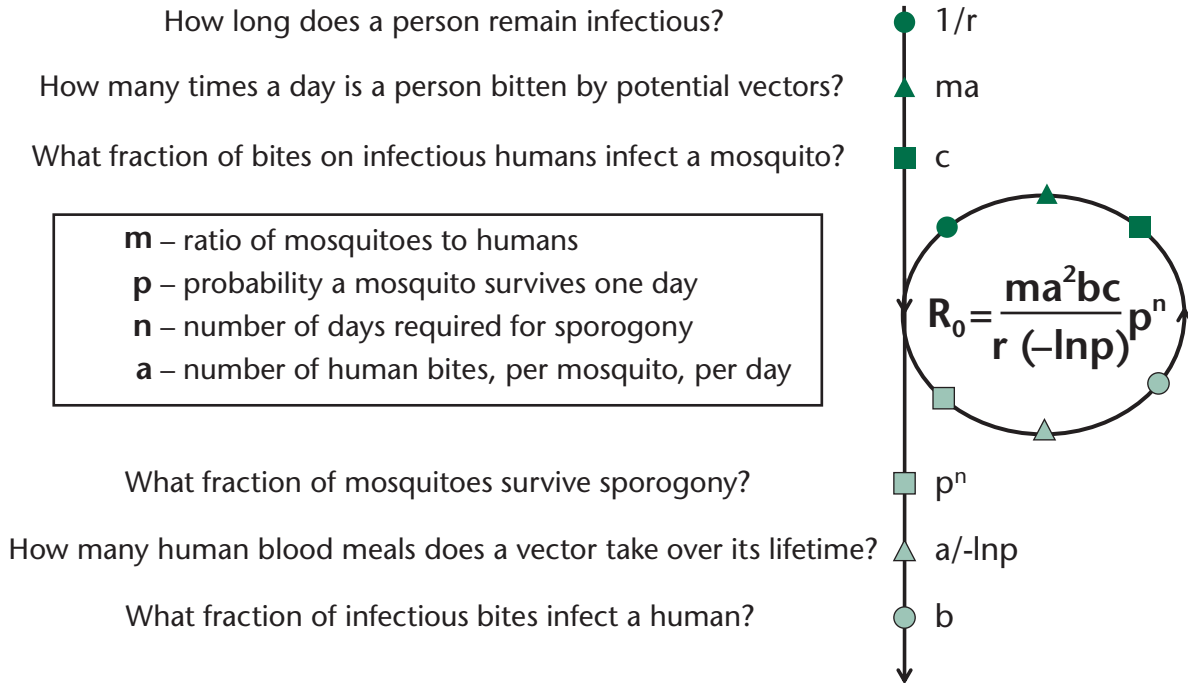 How long does a person remain infectious? 1/r
How many times a day is a person bitten by potential vectors? ma
What fraction of bites on infectious humans infect a mosquito? c
m – ratio of mosquitoes to humans
p – probability a mosquito survives one day
n – number of days required for sporogony
a – number of human bites, per mosquito, per day
R₀ = ma²bc / r (–lnp) pⁿ
What fraction of mosquitoes survive sporogony? pⁿ
How many human blood meals does a vector take over its lifetime? a/-lnp
What fraction of infectious bites infect a human? b